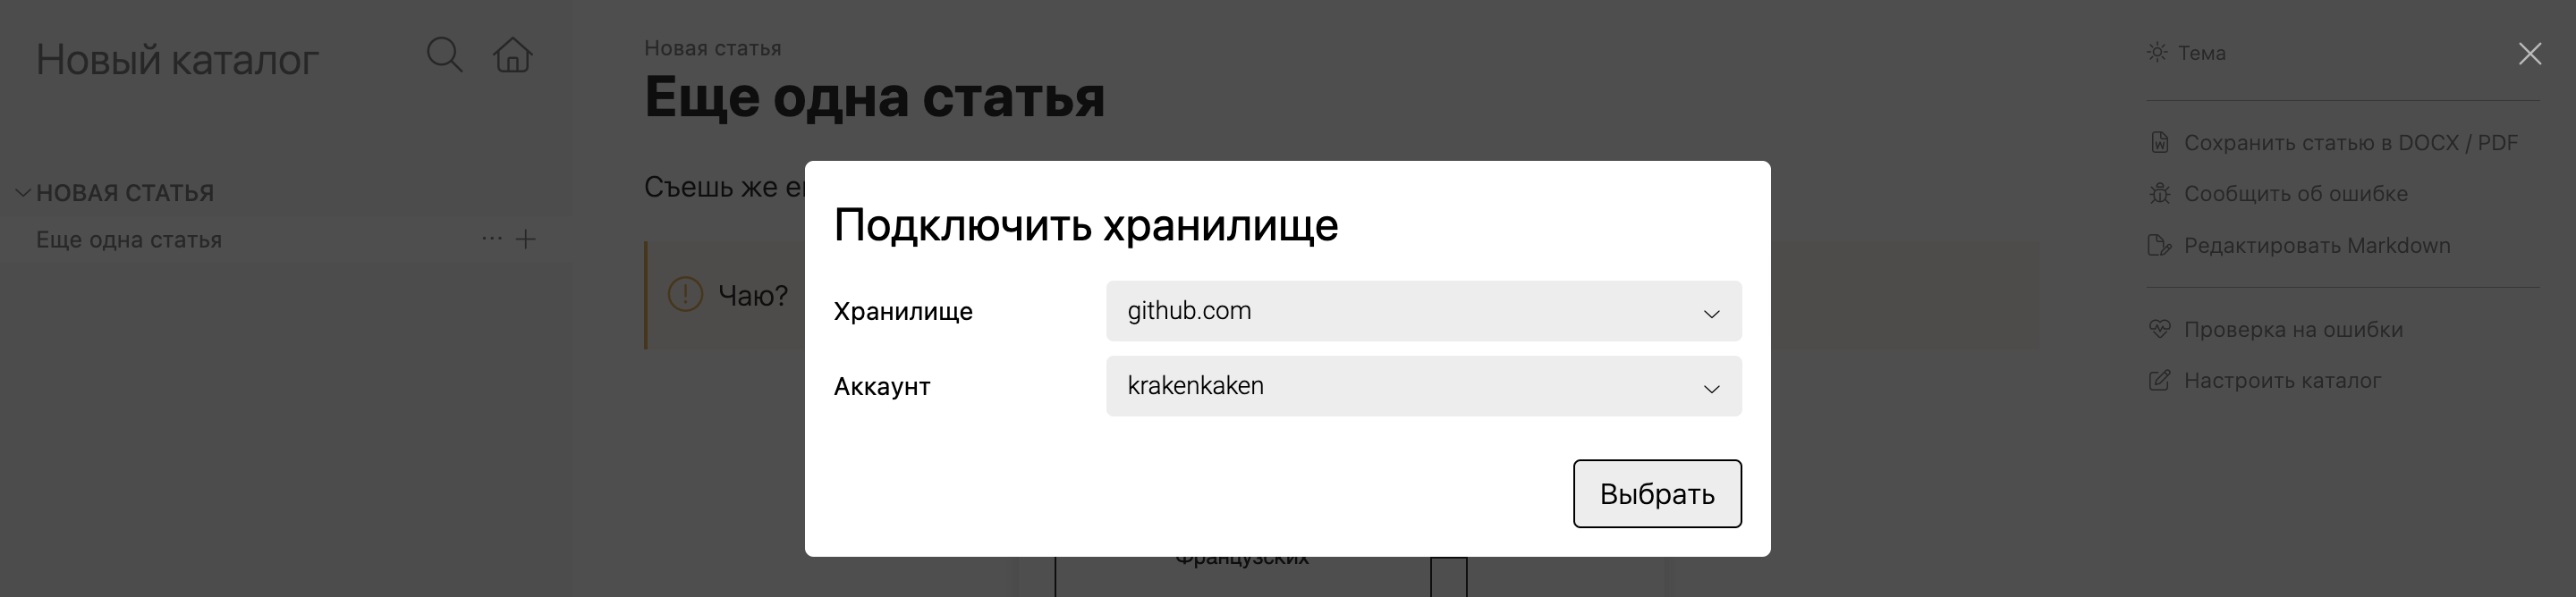 Новый каталог
НОВАЯ СТАТЬЯ
Еще одна статья
Новая статья
Еще одна статья
Съешь же
Чаю?
Подключить хранилище
Хранилище
github.com
Аккаунт
krakenkaken
Выбрать
Французских
Тема
Сохранить статью в DOCX / PDF
Сообщить об ошибке
Редактировать Markdown
Проверка на ошибки
Настроить каталог